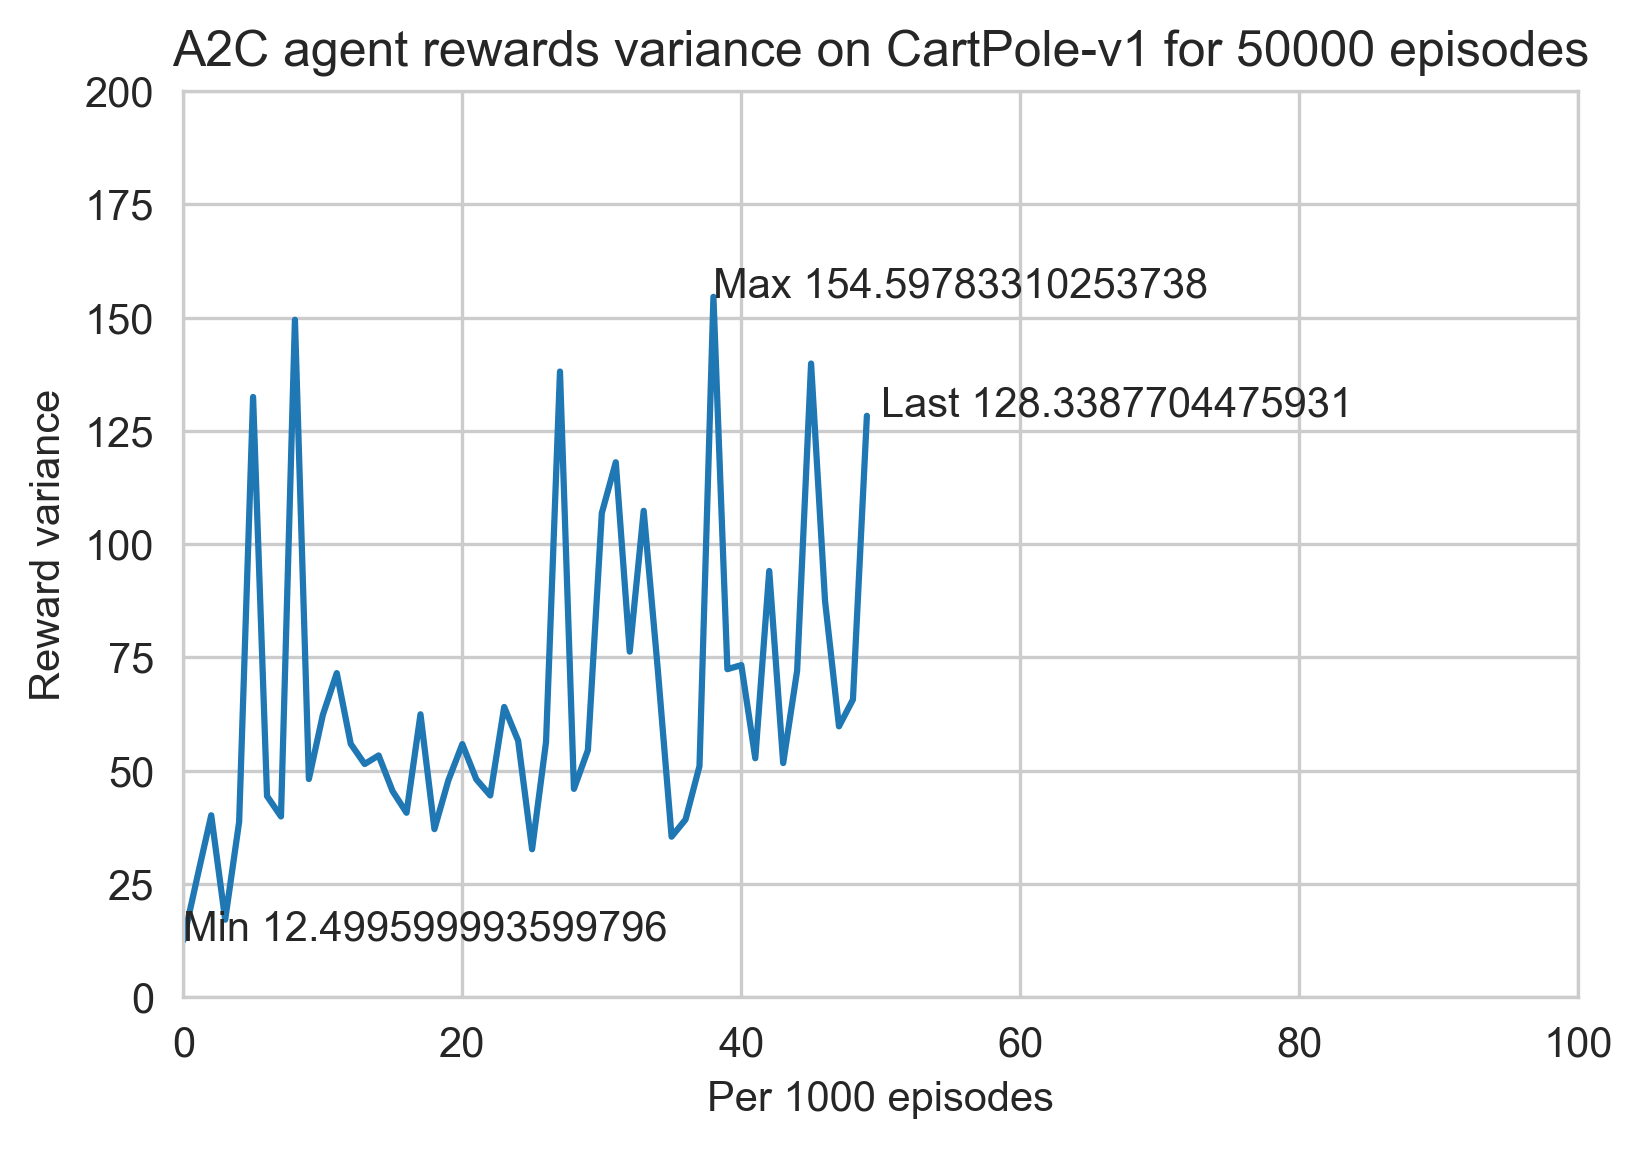 A2C agent rewards variance on CartPole-v1 for 50000 episodes
200
175
150
125
100
75
50
25
0
Reward variance
Max 154.59783310253738
Last 128.3387704475931
Min 12.499599993599796
0 20 40 60 80 100
Per 1000 episodes